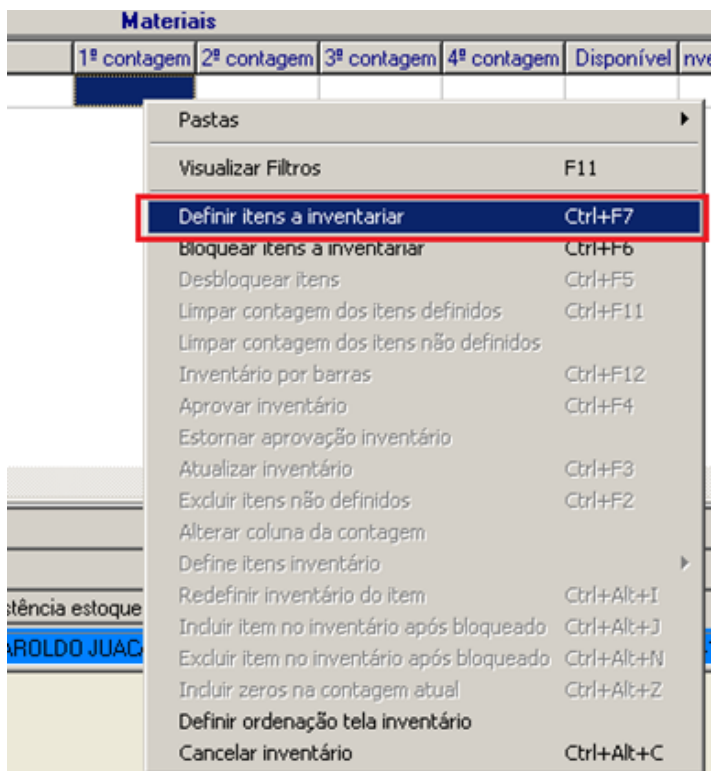 Materiais
1ª contagem 2ª contagem 3ª contagem 4ª contagem Disponível
Pastas
Visualizar Filtros F11
Definir itens a inventariar Ctrl+F7
Bloquear itens a inventariar Ctrl+F6
Desbloquear itens Ctrl+F5
Limpar contagem dos itens definidos Ctrl+F11
Limpar contagem dos itens não definidos
Inventário por barras Ctrl+F12
Aprovar inventário Ctrl+F4
Estornar aprovação inventário
Atualizar inventário Ctrl+F3
Excluir itens não definidos Ctrl+F2
Alterar coluna da contagem
Define itens inventário
Redefinir inventário do item Ctrl+Alt+I
stência estoque
Incluir item no inventário após bloqueado Ctrl+Alt+J
AROLDO JUAC
Excluir item no inventário após bloqueado Ctrl+Alt+N
Incluir zeros na contagem atual Ctrl+Alt+Z
Definir ordenação tela inventário
Cancelar inventário Ctrl+Alt+C